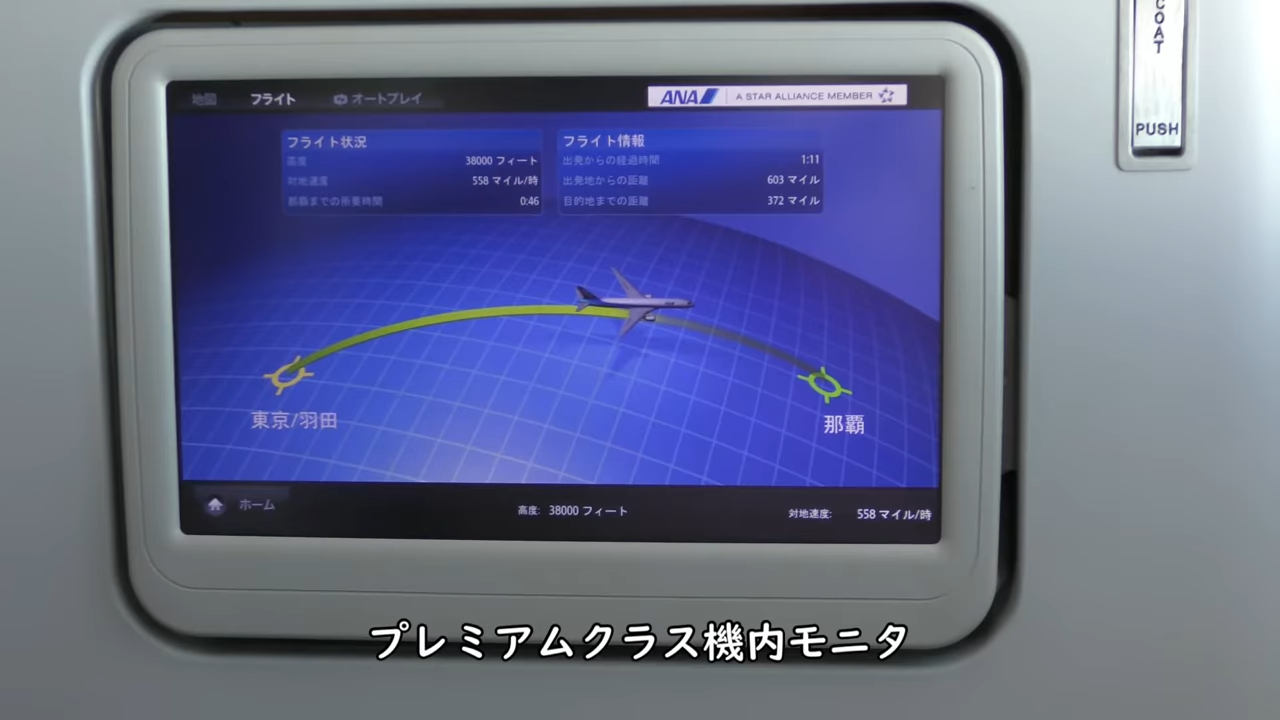 COAT
PUSH
地図 フライト オートプレイ
ANA A STAR ALLIANCE MEMBER
フライト状況
高度 38000 フィート
対地速度 558 マイル/時
那覇までの所要時間 0:46
フライト情報
出発からの経過時間 1:11
出発地からの距離 603 マイル
目的地までの距離 372 マイル
東京/羽田
那覇
ホーム
高度: 38000 フィート
対地速度: 558 マイル/時
プレミアムクラス機内モニタ